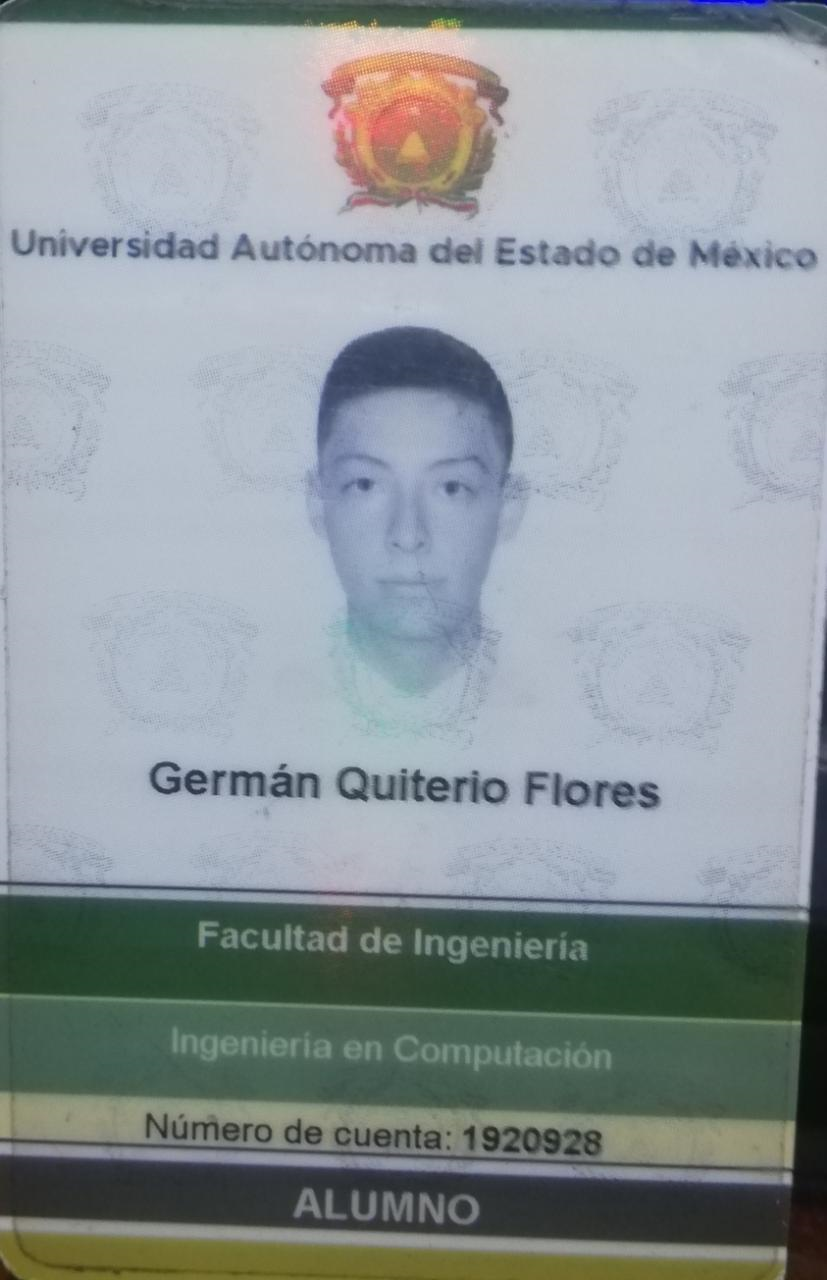 Universidad Autónoma del Estado de México
Germán Quiterio Flores
Facultad de Ingeniería
Ingeniería en Computación
Número de cuenta: 1920928
ALUMNO